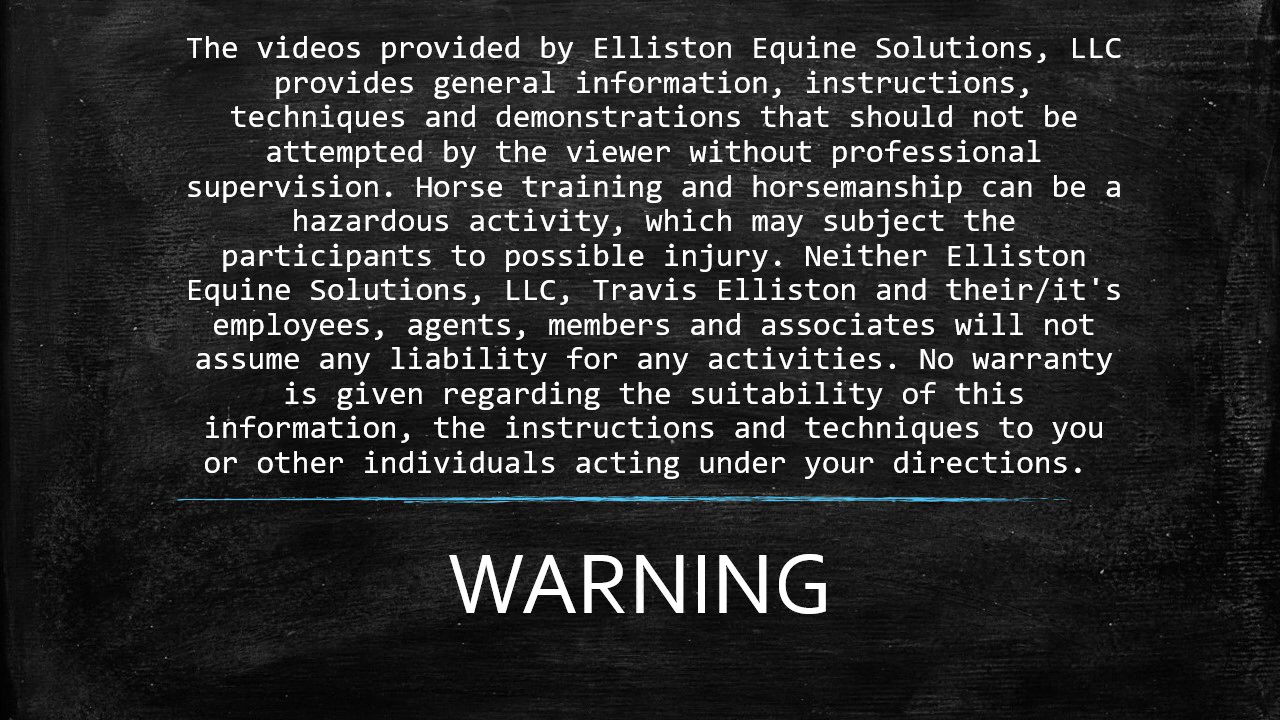 The videos provided by Elliston Equine Solutions, LLC
provides general information, instructions,
techniques and demonstrations that should not be
attempted by the viewer without professional
supervision. Horse training and horsemanship can be a
hazardous activity, which may subject the
participants to possible injury. Neither Elliston
Equine Solutions, LLC, Travis Elliston and their/it's
employees, agents, members and associates will not
assume any liability for any activities. No warranty
is given regarding the suitability of this
information, the instructions and techniques to you
or other individuals acting under your directions.
WARNING